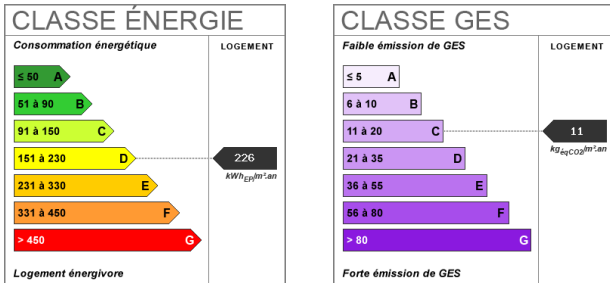 CLASSE ÉNERGIE
Consommation énergétique
LOGEMENT
≤ 50 A
51 à 90 B
91 à 150 C
151 à 230 D
226
kWhEP/m².an
231 à 330 E
331 à 450 F
> 450 G
Logement énergivore
CLASSE GES
Faible émission de GES
LOGEMENT
≤ 5 A
6 à 10 B
11 à 20 C
11
kgéqCO2/m².an
21 à 35 D
36 à 55 E
56 à 80 F
> 80 G
Forte émission de GES